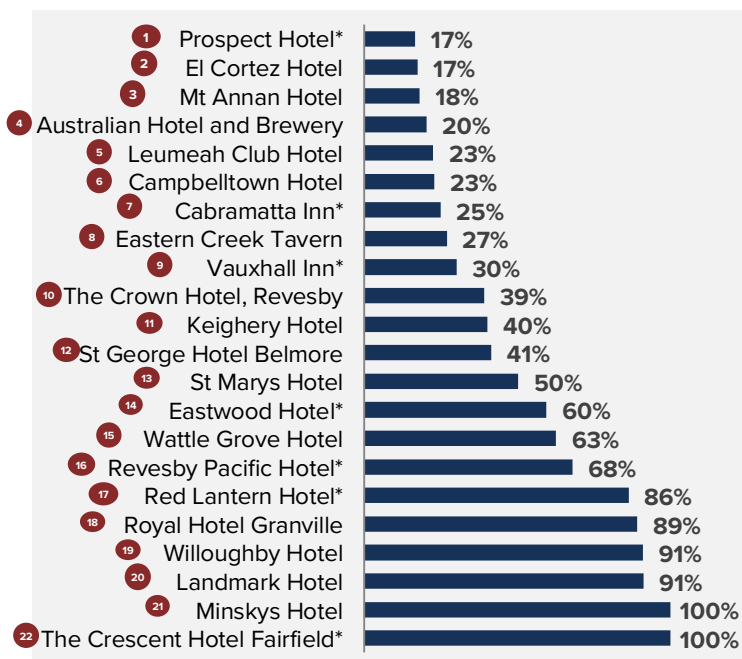 1 Prospect Hotel* 17%
2 El Cortez Hotel 17%
3 Mt Annan Hotel 18%
4 Australian Hotel and Brewery 20%
5 Leumeah Club Hotel 23%
6 Campbelltown Hotel 23%
7 Cabramatta Inn* 25%
8 Eastern Creek Tavern 27%
9 Vauxhall Inn* 30%
10 The Crown Hotel, Revesby 39%
11 Keighery Hotel 40%
12 St George Hotel Belmore 41%
13 St Marys Hotel 50%
14 Eastwood Hotel* 60%
15 Wattle Grove Hotel 63%
16 Revesby Pacific Hotel* 68%
17 Red Lantern Hotel* 86%
18 Royal Hotel Granville 89%
19 Willoughby Hotel 91%
20 Landmark Hotel 91%
21 Minskys Hotel 100%
22 The Crescent Hotel Fairfield* 100%